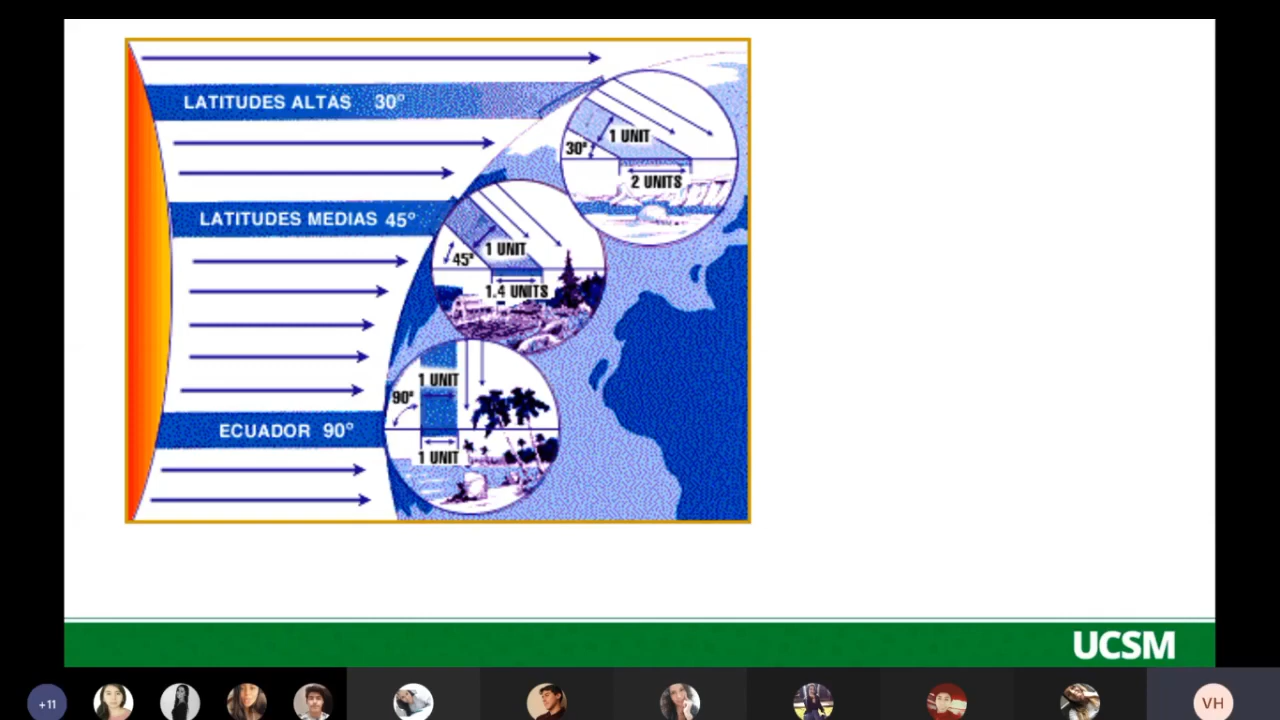 LATITUDES ALTAS 30°
1 UNIT
30°
2 UNITS
LATITUDES MEDIAS 45°
1 UNIT
45°
1.4 UNITS
1 UNIT
90°
ECUADOR 90°
1 UNIT
UCSM
+11
VH